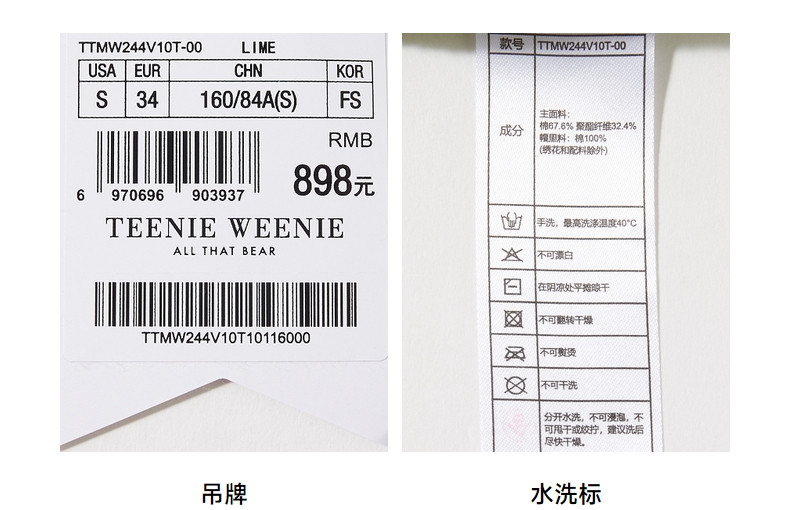 TTMW244V10T-00 LIME
USA EUR CHN KOR
S 34 160/84A(S) FS
RMB
898元
6 970696 903937
TEENIE WEENIE
ALL THAT BEAR
TTMW244V10T10116000
吊牌
款号 TTMW244V10T-00
成分
主面料:
棉67.6% 聚酯纤维32.4%
帽里料: 棉100%
(绣花和配料除外)
手洗，最高洗涤温度40°C
不可漂白
在阴凉处平摊晾干
不可翻转干燥
不可熨烫
不可干洗
分开水洗，不可浸泡，不
可甩干或绞拧，建议洗后
尽快干燥。
水洗标